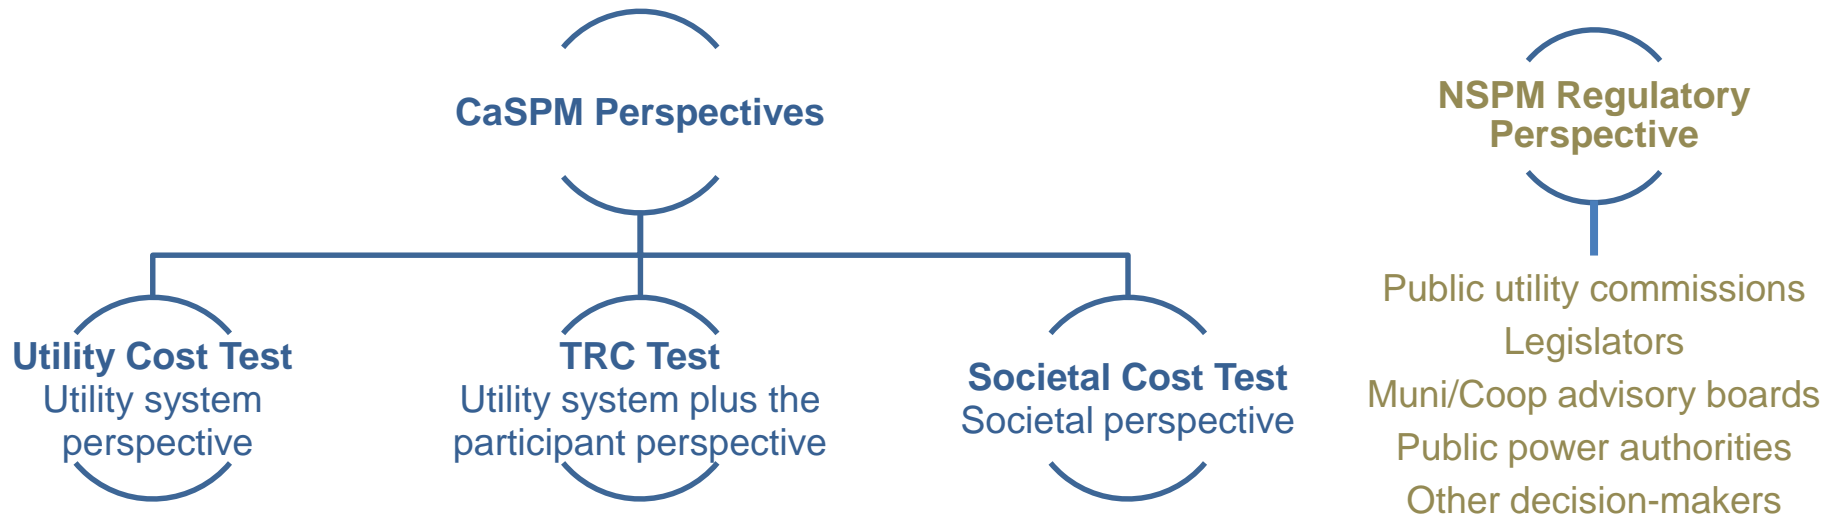 CaSPM Perspectives
Utility Cost Test
Utility system
perspective
TRC Test
Utility system plus the
participant perspective
Societal Cost Test
Societal perspective
NSPM Regulatory
Perspective
Public utility commissions
Legislators
Muni/Coop advisory boards
Public power authorities
Other decision-makers